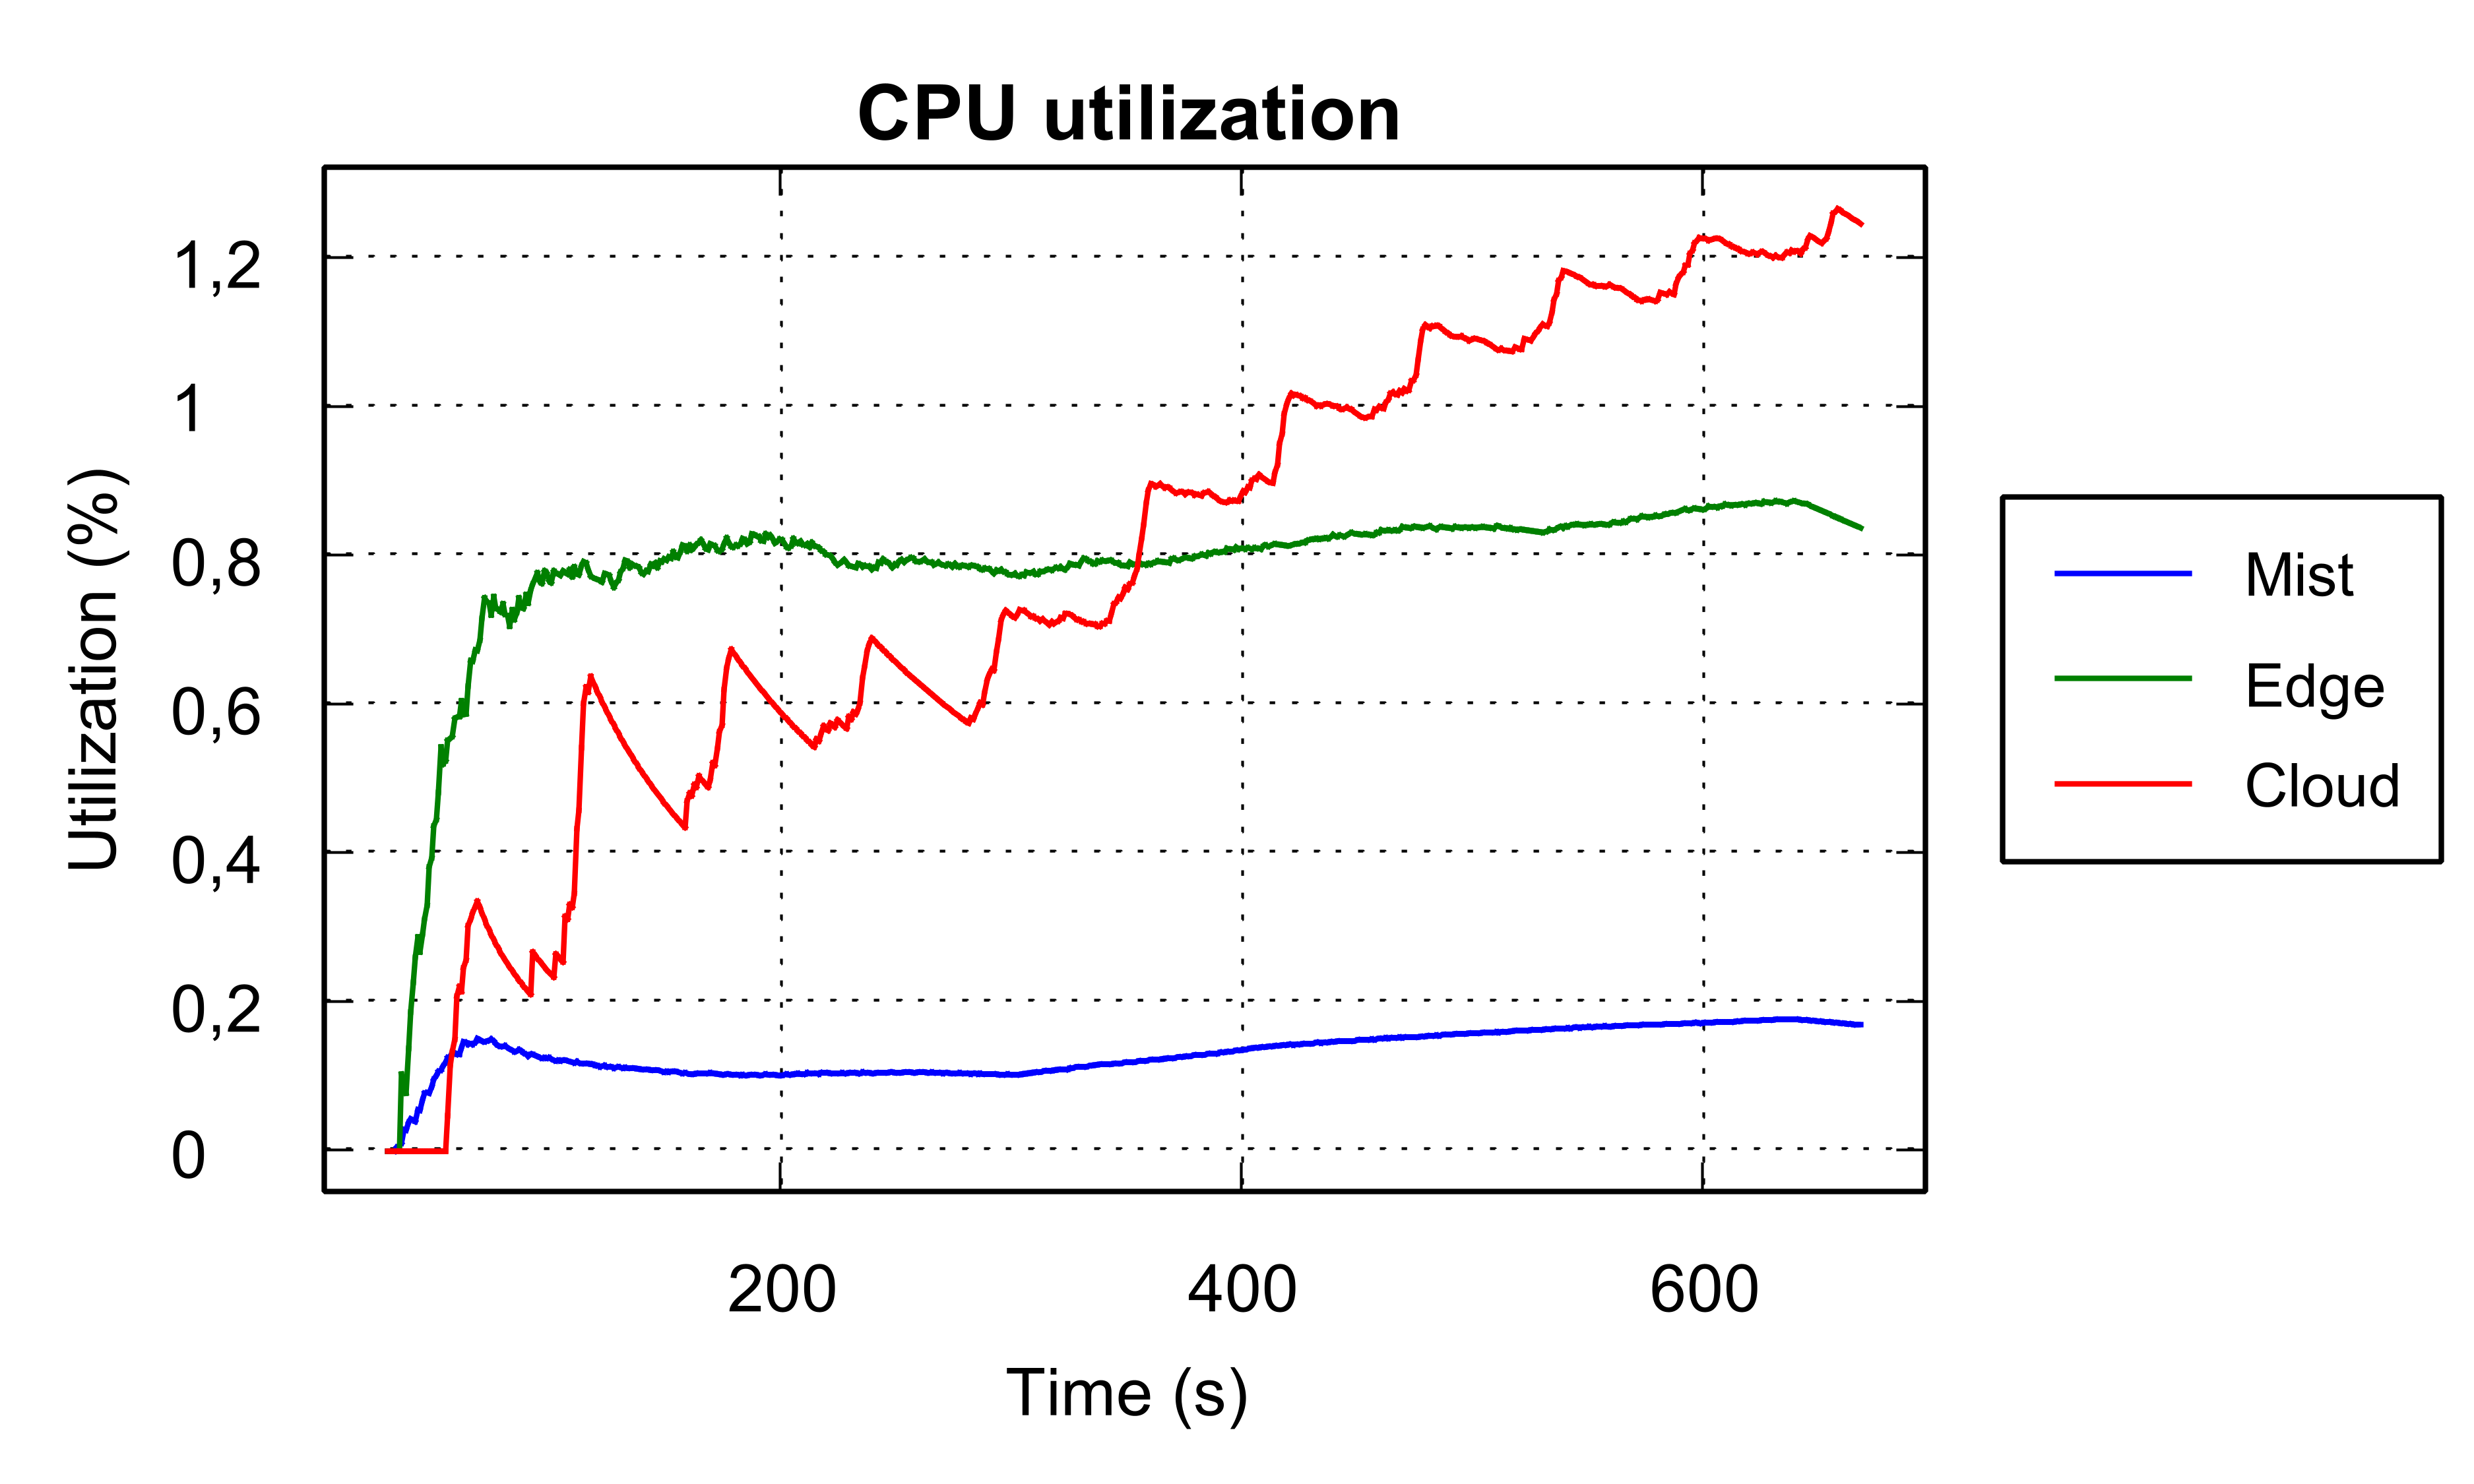 CPU utilization
Utilization (%)
1,2
1
0,8
0,6
0,4
0,2
0
200 400 600
Time (s)
Mist
Edge
Cloud